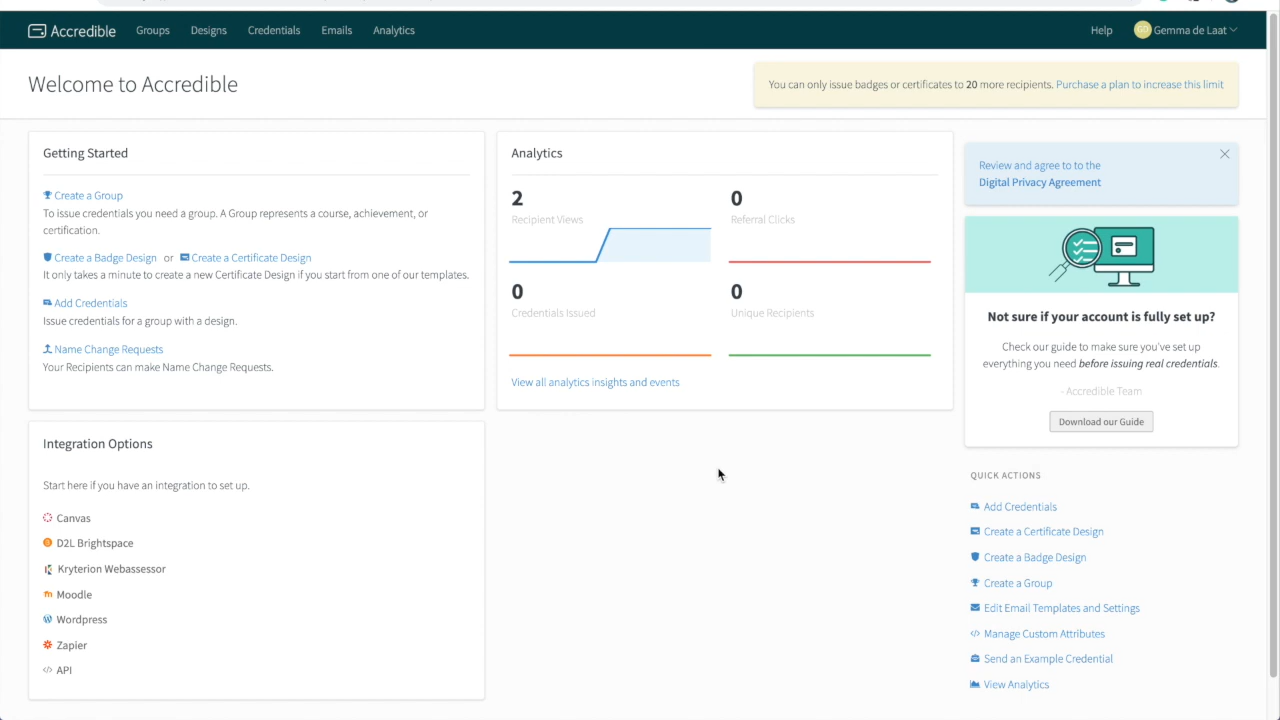 Accredible Groups Designs Credentials Emails Analytics Help GD Gemma de Laat
Welcome to Accredible
You can only issue badges or certificates to 20 more recipients. Purchase a plan to increase this limit
Getting Started
Create a Group
To issue credentials you need a group. A Group represents a course, achievement, or
certification.
Create a Badge Design or Create a Certificate Design
It only takes a minute to create a new Certificate Design if you start from one of our templates.
Add Credentials
Issue credentials for a group with a design.
Name Change Requests
Your Recipients can make Name Change Requests.
Analytics
2
Recipient Views
0
Referral Clicks
0
Credentials Issued
0
Unique Recipients
View all analytics insights and events
Review and agree to to the
Digital Privacy Agreement
Not sure if your account is fully set up?
Check our guide to make sure you've set up
everything you need before issuing real credentials.
- Accredible Team
Download our Guide
Integration Options
Start here if you have an integration to set up.
Canvas
D2L Brightspace
Kryterion Webassessor
Moodle
Wordpress
Zapier
API
QUICK ACTIONS
Add Credentials
Create a Certificate Design
Create a Badge Design
Create a Group
Edit Email Templates and Settings
Manage Custom Attributes
Send an Example Credential
View Analytics